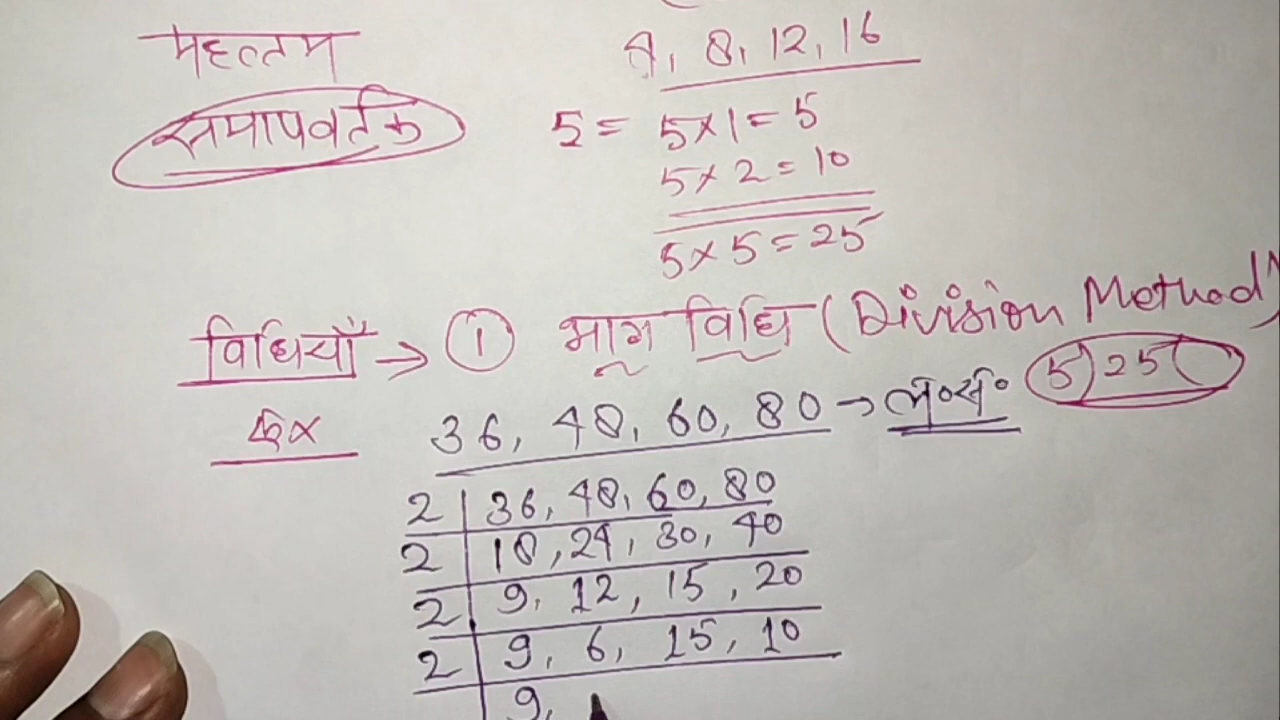 महत्तम
समापवर्तक
4, 8, 12, 16
5 = 5×1 = 5
5×2 = 10
5×5 = 25
विधियाँ → ① भाग विधि (Division Method)
5)25(
36, 48, 60, 80 → ल०स०
2 | 36, 48, 60, 80
2 | 18, 24, 30, 40
2 | 9, 12, 15, 20
2 | 9, 6, 15, 10
9,